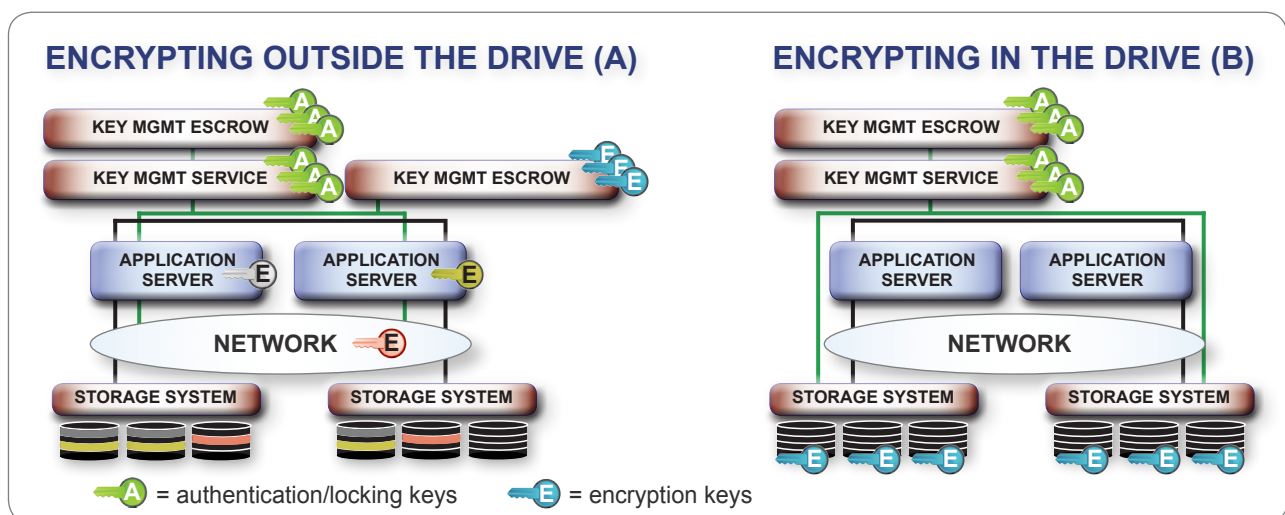 ENCRYPTING OUTSIDE THE DRIVE (A)
A
A
A
KEY MGMT ESCROW
A
A
A
KEY MGMT SERVICE
E
E
E
KEY MGMT ESCROW
APPLICATION
SERVER
E
APPLICATION
SERVER
E
NETWORK
E
STORAGE SYSTEM
STORAGE SYSTEM
ENCRYPTING IN THE DRIVE (B)
A
A
A
KEY MGMT ESCROW
A
A
A
KEY MGMT SERVICE
APPLICATION
SERVER
APPLICATION
SERVER
NETWORK
STORAGE SYSTEM
E
E
E
STORAGE SYSTEM
E
E
E
A = authentication/locking keys
E = encryption keys